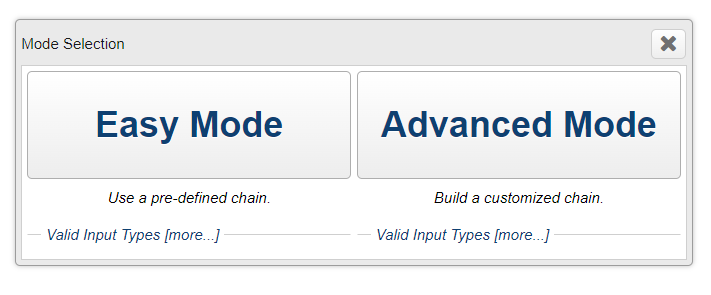 Mode Selection
Easy Mode
Advanced Mode
Use a pre-defined chain.
Build a customized chain.
Valid Input Types [more...]
Valid Input Types [more...]